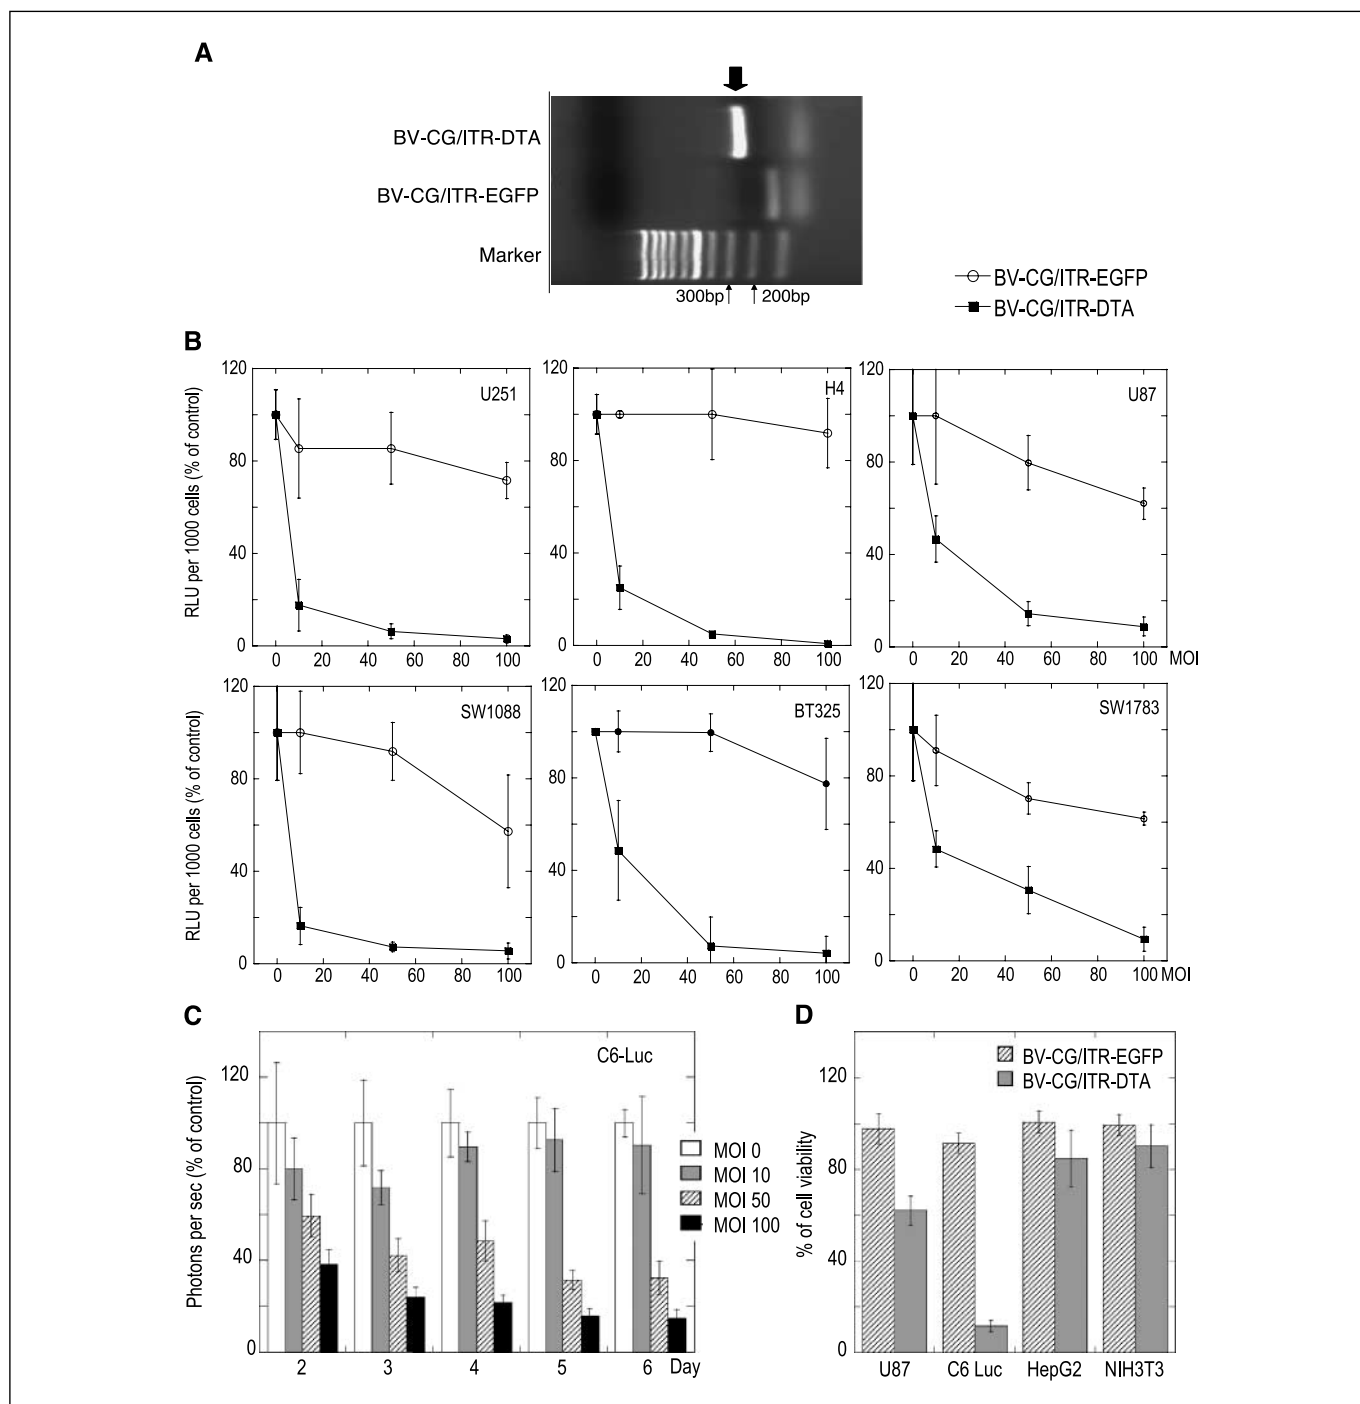 A
BV-CG/ITR-DTA
BV-CG/ITR-EGFP
Marker
300bp 200bp
BV-CG/ITR-EGFP
BV-CG/ITR-DTA
B
RLU per 1000 cells (% of control)
120
80
40
0
U251
0 20 40 60 80 100
120
80
40
0
H4
0 20 40 60 80 100
120
80
40
0
U87
0 20 40 60 80 100 MOI
RLU per 1000 cells (% of control)
120
80
40
0
SW1088
0 20 40 60 80 100
120
80
40
0
BT325
0 20 40 60 80 100
120
80
40
0
SW1783
0 20 40 60 80 100 MOI
C
Photons per sec (% of control)
120
80
40
0
C6-Luc
MOI 0
MOI 10
MOI 50
MOI 100
2 3 4 5 6 Day
D
% of cell viability
120
80
40
0
BV-CG/ITR-EGFP
BV-CG/ITR-DTA
U87 C6 Luc HepG2 NIH3T3